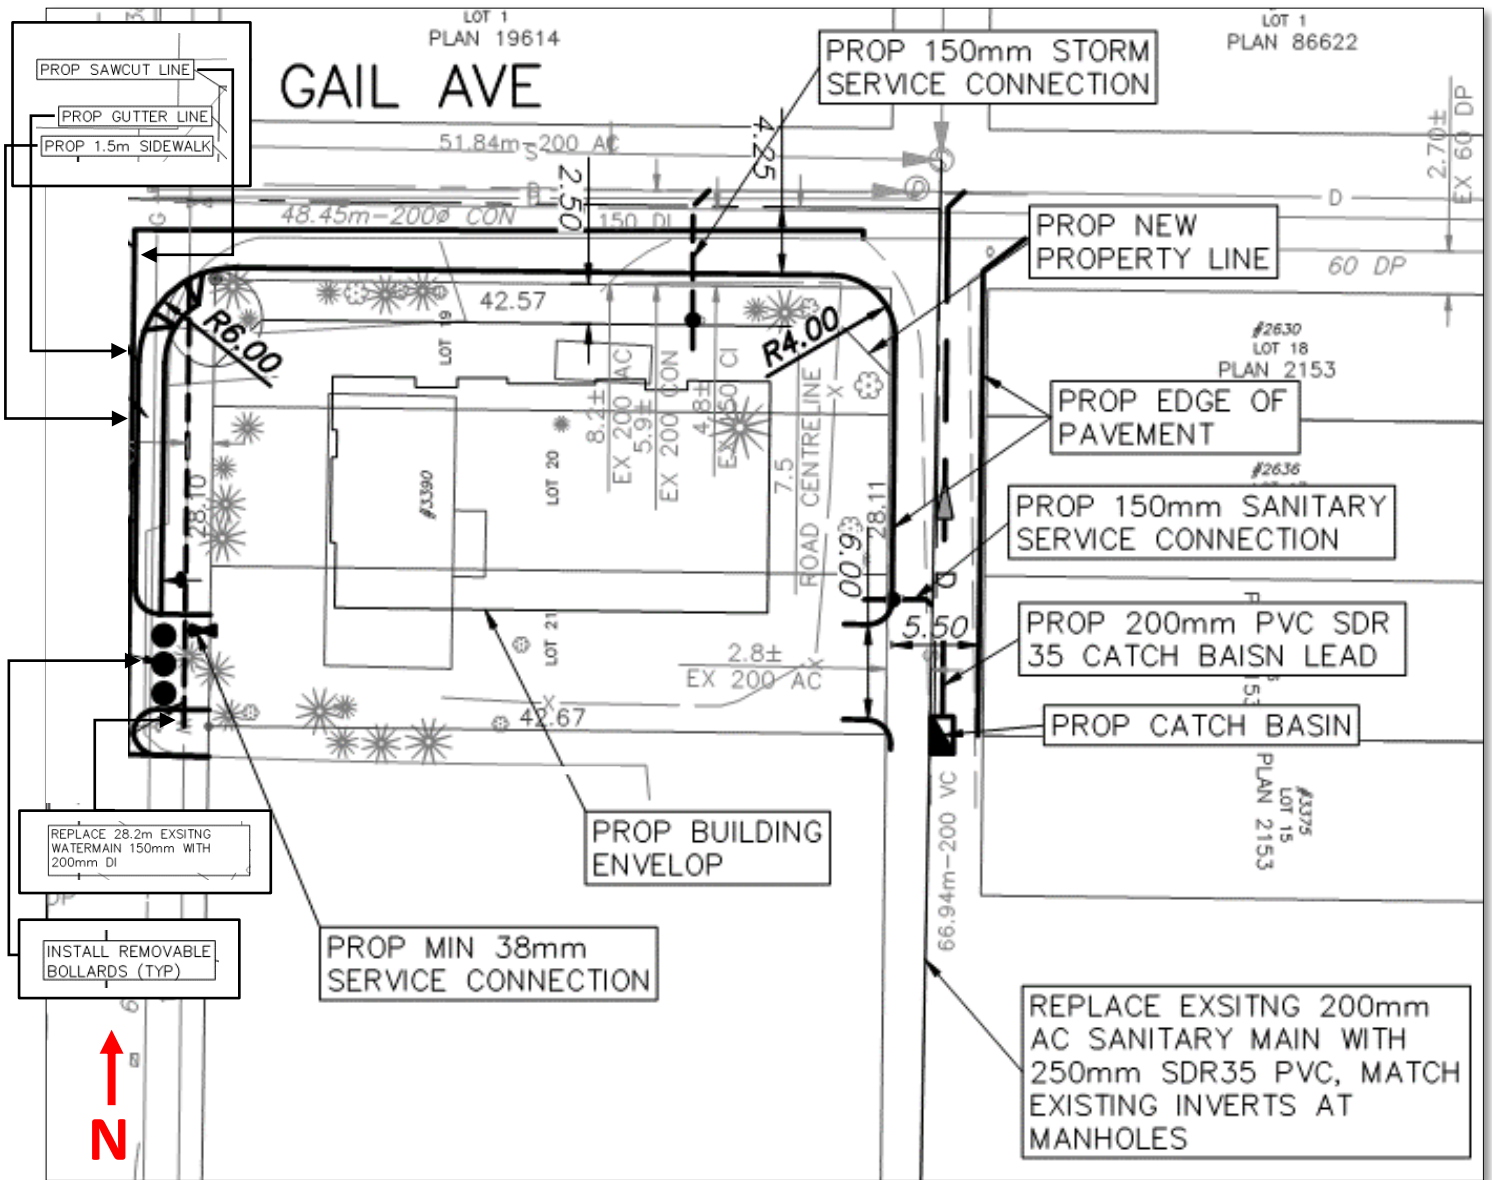 LOT 1
PLAN 19614
LOT 1
PLAN 86622
GAIL AVE
PROP SAWCUT LINE
PROP GUTTER LINE
PROP 1.5m SIDEWALK
PROP 150mm STORM
SERVICE CONNECTION
51.84m-200 AC
S
4.25
2.50
2.70±
EX 60 DP
D
D
G
48.45m-200ø CON
150 DI
PROP NEW
PROPERTY LINE
60 DP
42.57
LOT 19
R6.00
R4.00
#2630
LOT 18
PLAN 2153
PROP EDGE OF
PAVEMENT
8.2±
EX 200 AC
5.9±
EX 200 CON
4.8±
EX 150 CI
7.5
ROAD CENTRELINE
X
#3390
LOT 20
28.10
28.11
6.00
#2636
PROP 150mm SANITARY
SERVICE CONNECTION
D
5.50
LOT 21
2.8±
EX 200 AC
X
X
42.67
PROP 200mm PVC SDR
35 CATCH BAISN LEAD
PROP CATCH BASIN
#3375
LOT 15
PLAN 2153
REPLACE 28.2m EXSITNG
WATERMAIN 150mm WITH
200mm DI
PROP BUILDING
ENVELOP
66.94m-200 VC
DP
INSTALL REMOVABLE
BOLLARDS (TYP)
PROP MIN 38mm
SERVICE CONNECTION
REPLACE EXSITNG 200mm
AC SANITARY MAIN WITH
250mm SDR35 PVC, MATCH
EXISTING INVERTS AT
MANHOLES
N